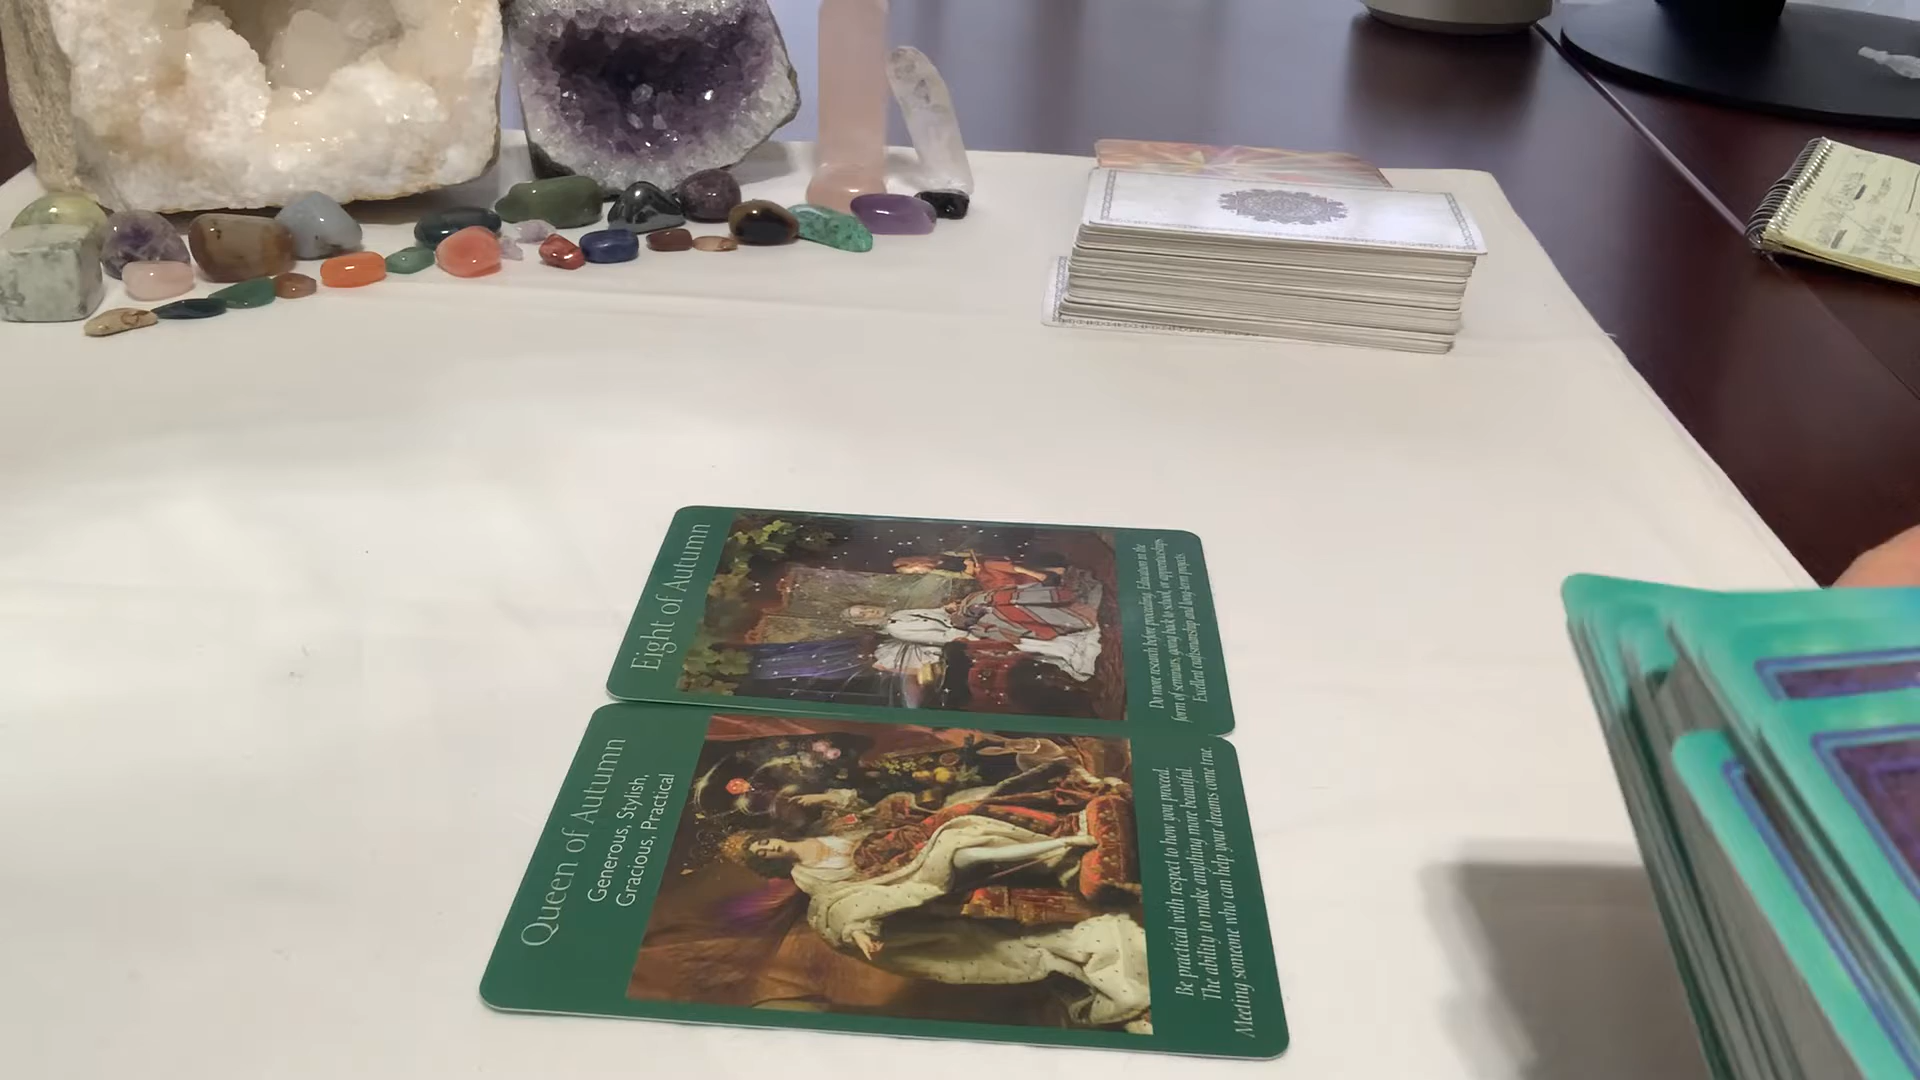 Eight of Autumn
Do more research before proceeding. Education in the
form of seminars, going back to school, or apprenticeships.
Excellent craftsmanship and long-term projects.
Queen of Autumn
Generous, Stylish,
Gracious, Practical
Be practical with respect to how you proceed.
The ability to make anything more beautiful.
Meeting someone who can help your dreams come true.